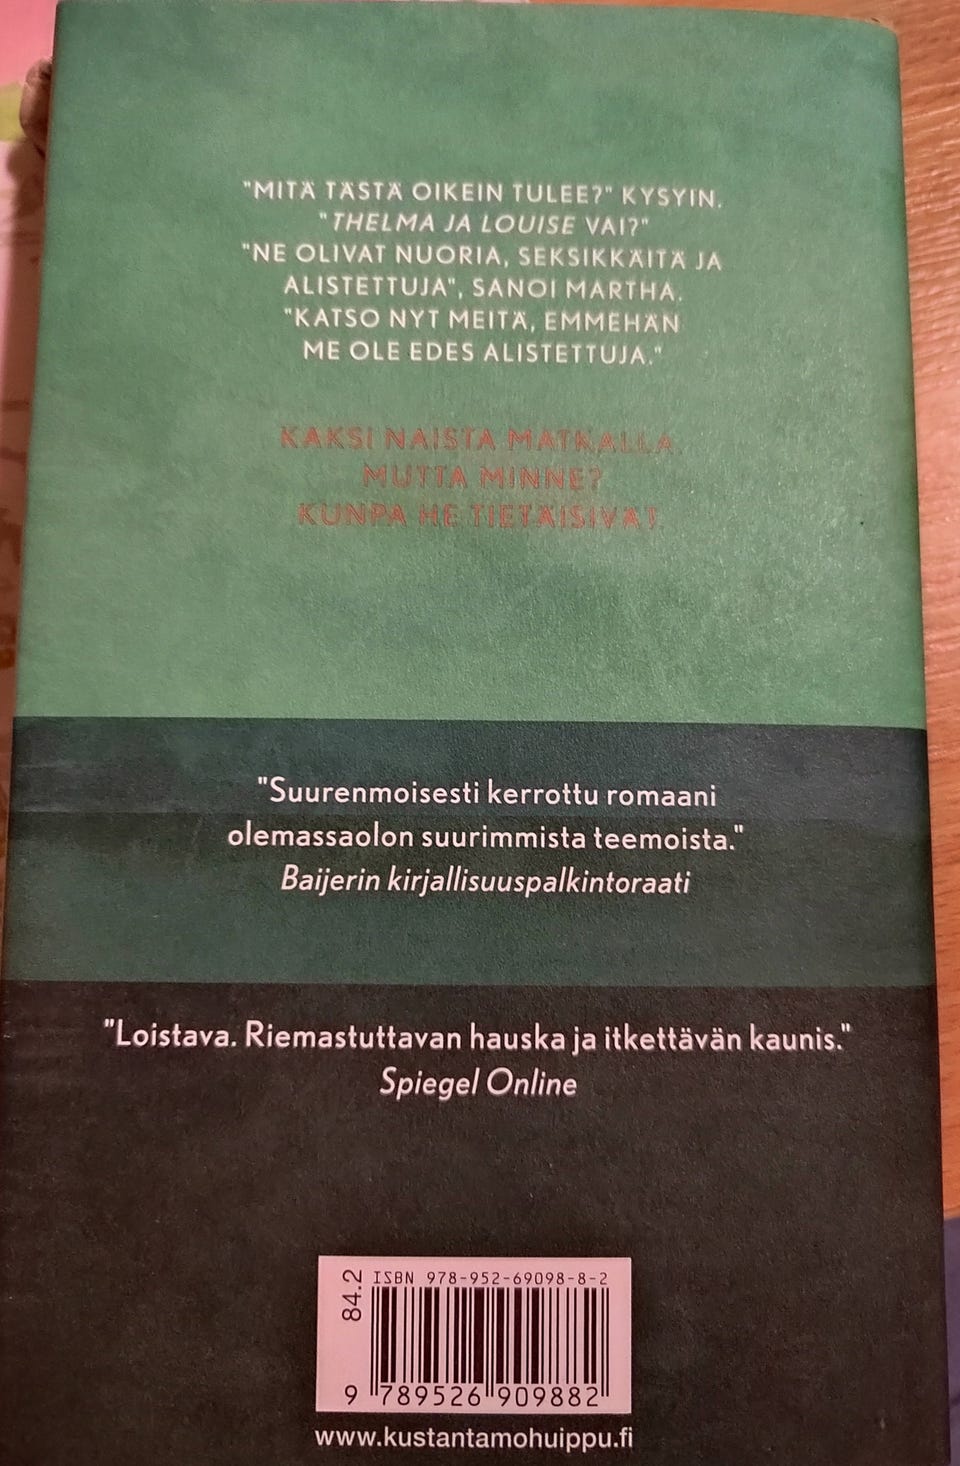 "MITÄ TÄSTÄ OIKEIN TULEE?" KYSYIN.
"THELMA JA LOUISE VAI?"
"NE OLIVAT NUORIA, SEKSIKKÄITÄ JA
ALISTETTUJA", SANOI MARTHA.
"KATSO NYT MEITÄ, EMMEHÄN
ME OLE EDES ALISTETTUJA."
KAKSI NAISTA MATKALLA.
MUTTA MINNE?
KUNPA HE TIETÄISIVÄT.
"Suurenmoisesti kerrottu romaani
olemassaolon suurimmista teemoista."
Baijerin kirjallisuuspalkintoraati
"Loistava. Riemastuttavan hauska ja itkettävän kaunis."
Spiegel Online
84.2
ISBN 978-952-69098-8-2
9 789526 909882
www.kustantamohuippu.fi